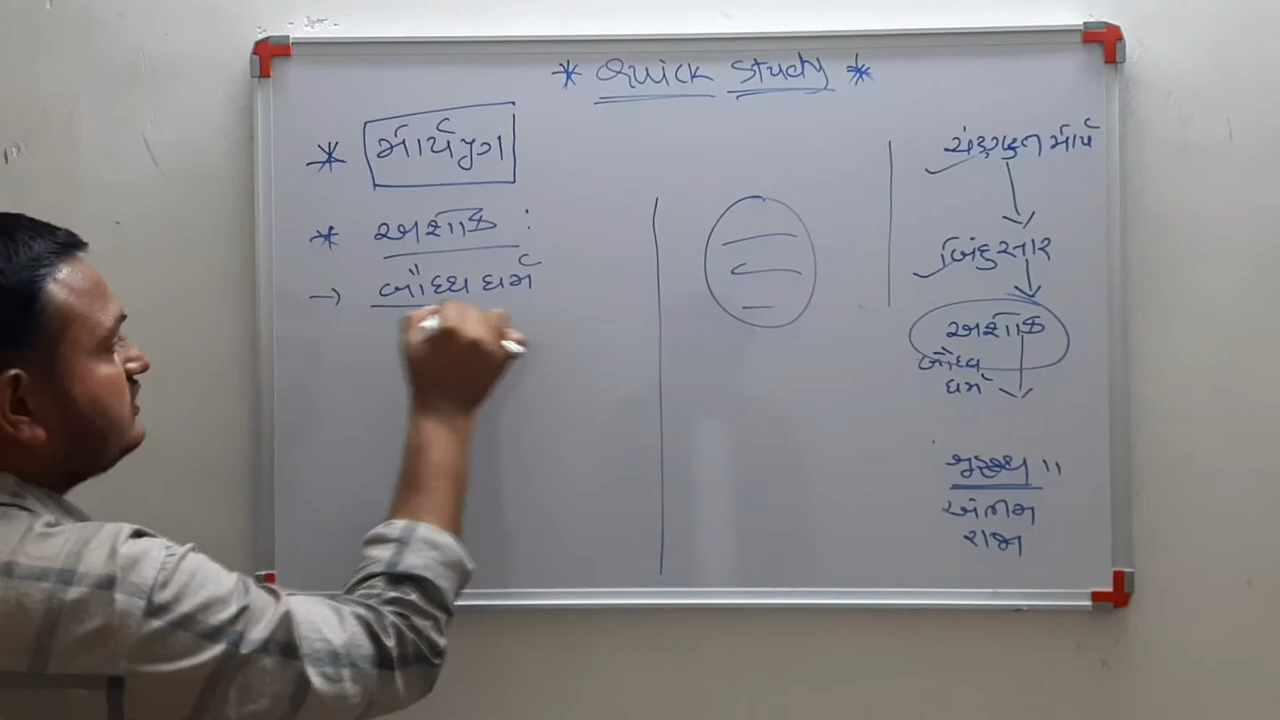 * Quick Study *
* મૌર્યયુગ
* અશોક :
→ બૌધ્ધ ધર્મ
ચંદ્રગુપ્ત મૌર્ય
બિંદુસાર
અશોક
બૌધ્ધ
ધર્મ
બૃહદ્રથ
અંતિમ
રાજા